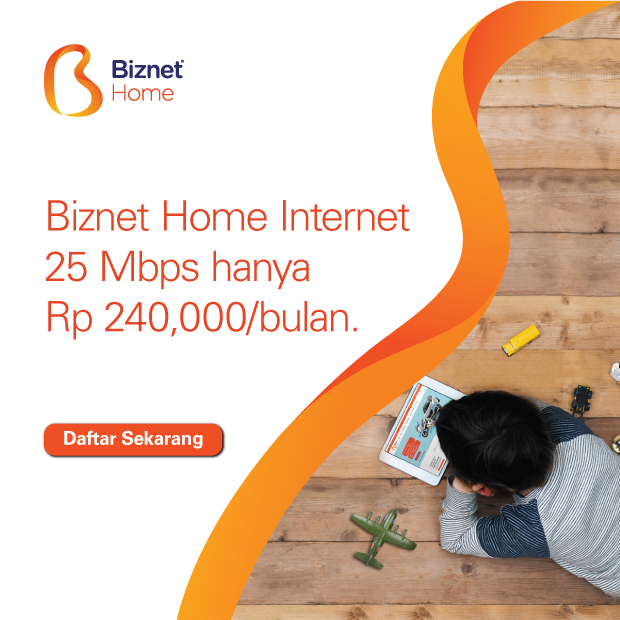 Biznet
Home
Biznet Home Internet
25 Mbps hanya
Rp 240,000/bulan.
Daftar Sekarang